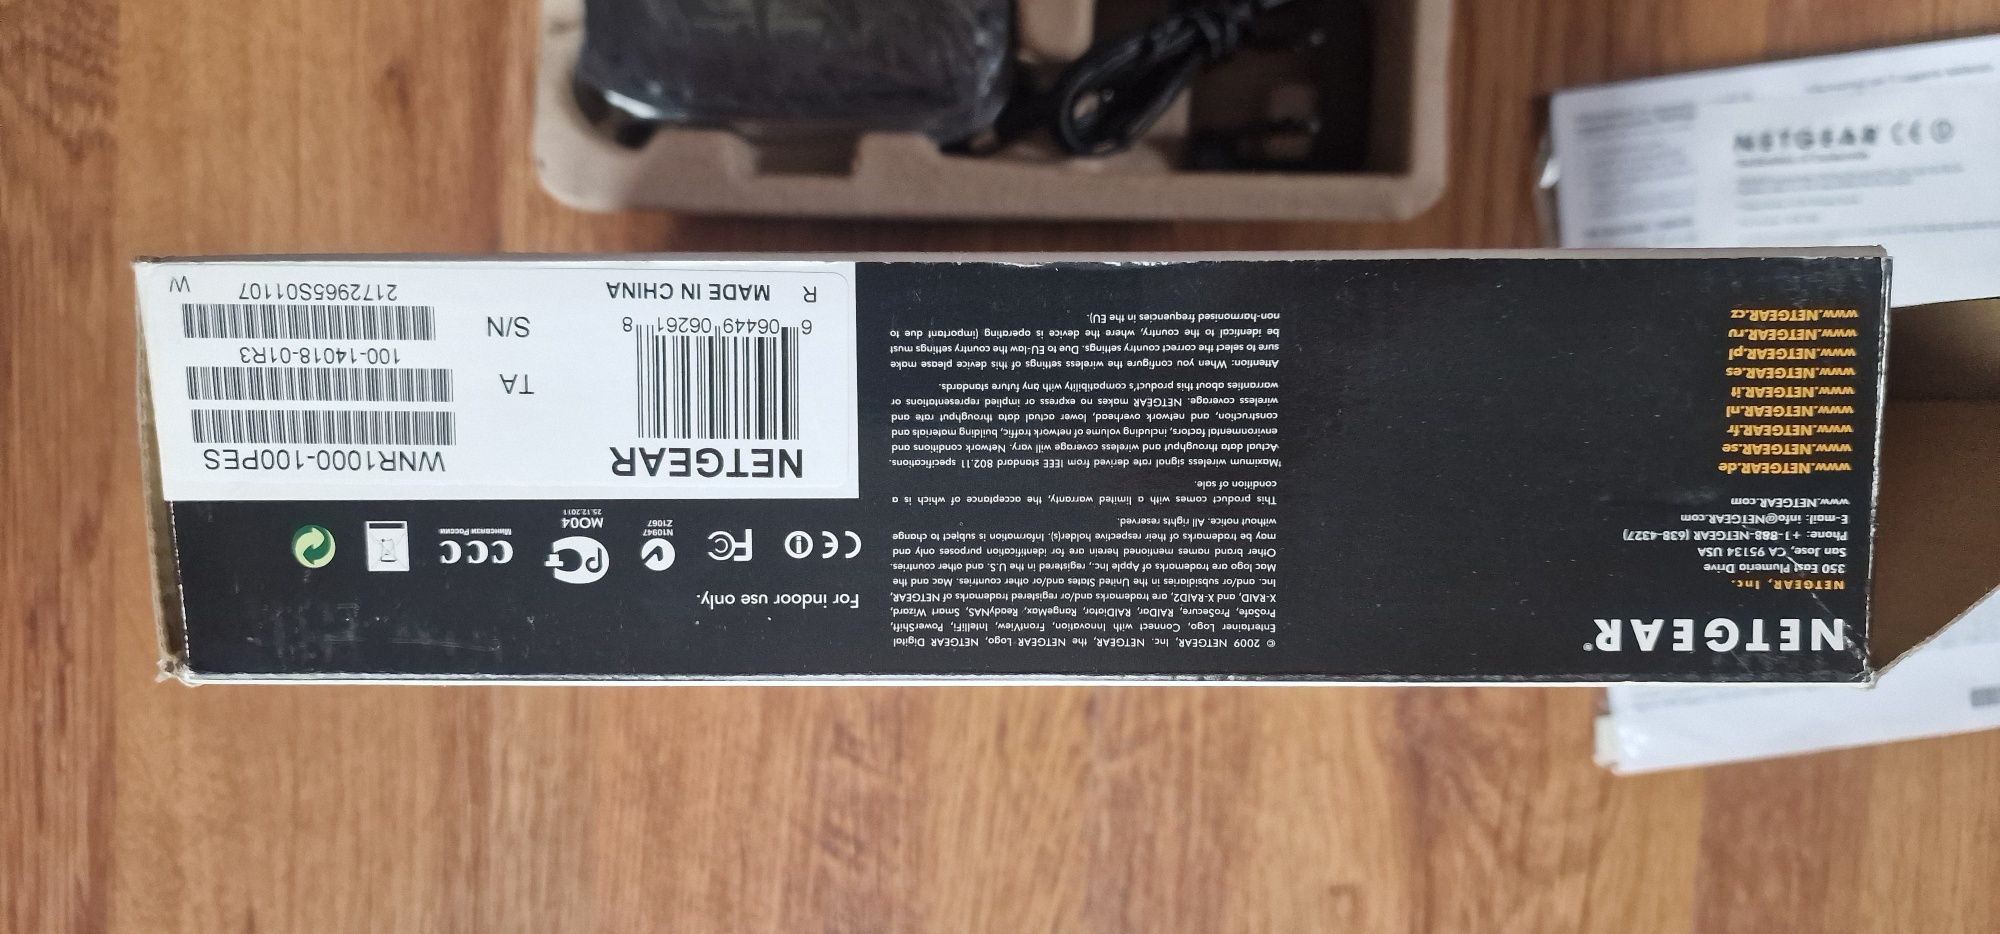 NETGEAR®
NETGEAR, Inc.
350 East Plumeria Drive
San Jose, CA 95134 USA
Phone: +1-888-NETGEAR (638-4327)
E-mail: info@NETGEAR.com
www.NETGEAR.com
www.NETGEAR.de
www.NETGEAR.se
www.NETGEAR.fr
www.NETGEAR.nl
www.NETGEAR.it
www.NETGEAR.es
www.NETGEAR.pl
www.NETGEAR.ru
www.NETGEAR.cz
© 2009 NETGEAR, Inc. NETGEAR, the NETGEAR Logo, NETGEAR Digital
Entertainer Logo, Connect with Innovation, FrontView, IntelliFi, PowerShift,
ProSafe, ProSecure, RAIDar, RAIDiator, RangeMax, ReadyNAS, Smart Wizard,
X-RAID, and X-RAID2, are trademarks and/or registered trademarks of NETGEAR,
Inc. and/or subsidiaries in the United States and/or other countries. Mac and the
Mac logo are trademarks of Apple Inc., registered in the U.S. and other countries.
Other brand names mentioned herein are for identification purposes only and
may be trademarks of their respective holder(s). Information is subject to change
without notice. All rights reserved.
This product comes with a limited warranty, the acceptance of which is a
condition of sale.
†Maximum wireless signal rate derived from IEEE standard 802.11 specifications.
Actual data throughput and wireless coverage will vary. Network conditions and
environmental factors, including volume of network traffic, building materials and
construction, and network overhead, lower actual data throughput rate and
wireless coverage. NETGEAR makes no express or implied representations or
warranties about this product's compatibility with any future standards.
Attention: When you configure the wireless settings of this device please make
sure to select the correct country settings. Due to EU-law the country settings must
be identical to the country, where the device is operating (important due to
non-harmonised frequencies in the EU).
For indoor use only.
CE
FC
N10947
Z1067
PCT
MO04
25.12.2011
CCC
Минсвязи России
NETGEAR
6 06449 06261 8
R MADE IN CHINA
WNR1000-100PES
TA
100-14018-01R3
S/N
2172965S01107
W
NETGEAR CE